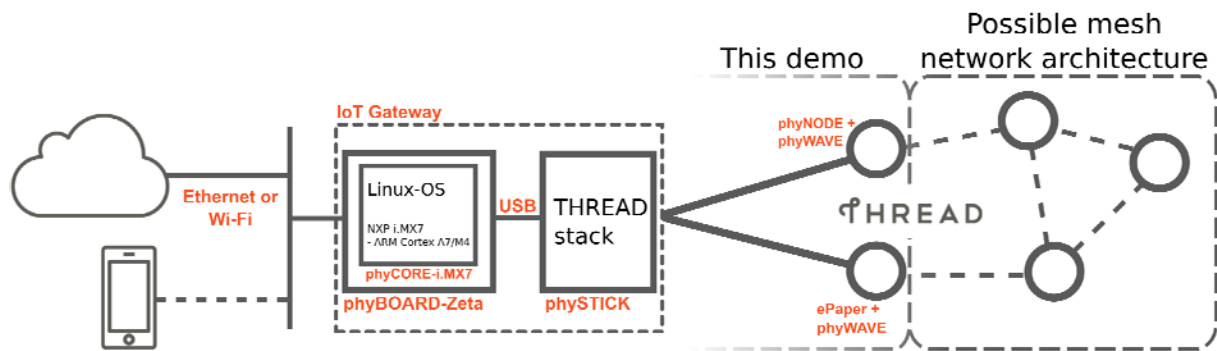 Possible mesh
network architecture
This demo
IoT Gateway
phyNODE +
phyWAVE
Linux-OS
NXP i.MX7
- ARM Cortex A7/M4
phyCORE-i.MX7
phyBOARD-Zeta
Ethernet or
Wi-Fi
USB
THREAD
stack
phySTICK
THREAD
ePaper +
phyWAVE